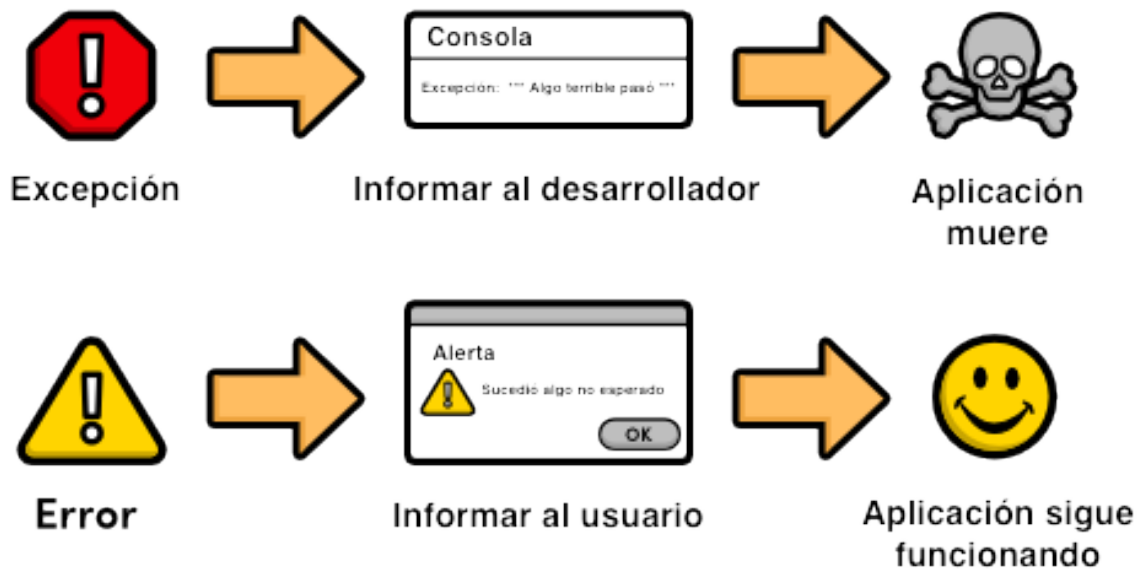 Consola
Excepción: *** Algo terrible pasó ***
Excepción
Informar al desarrollador
Aplicación
muere
Alerta
Sucedió algo no esperado
OK
Error
Informar al usuario
Aplicación sigue
funcionando